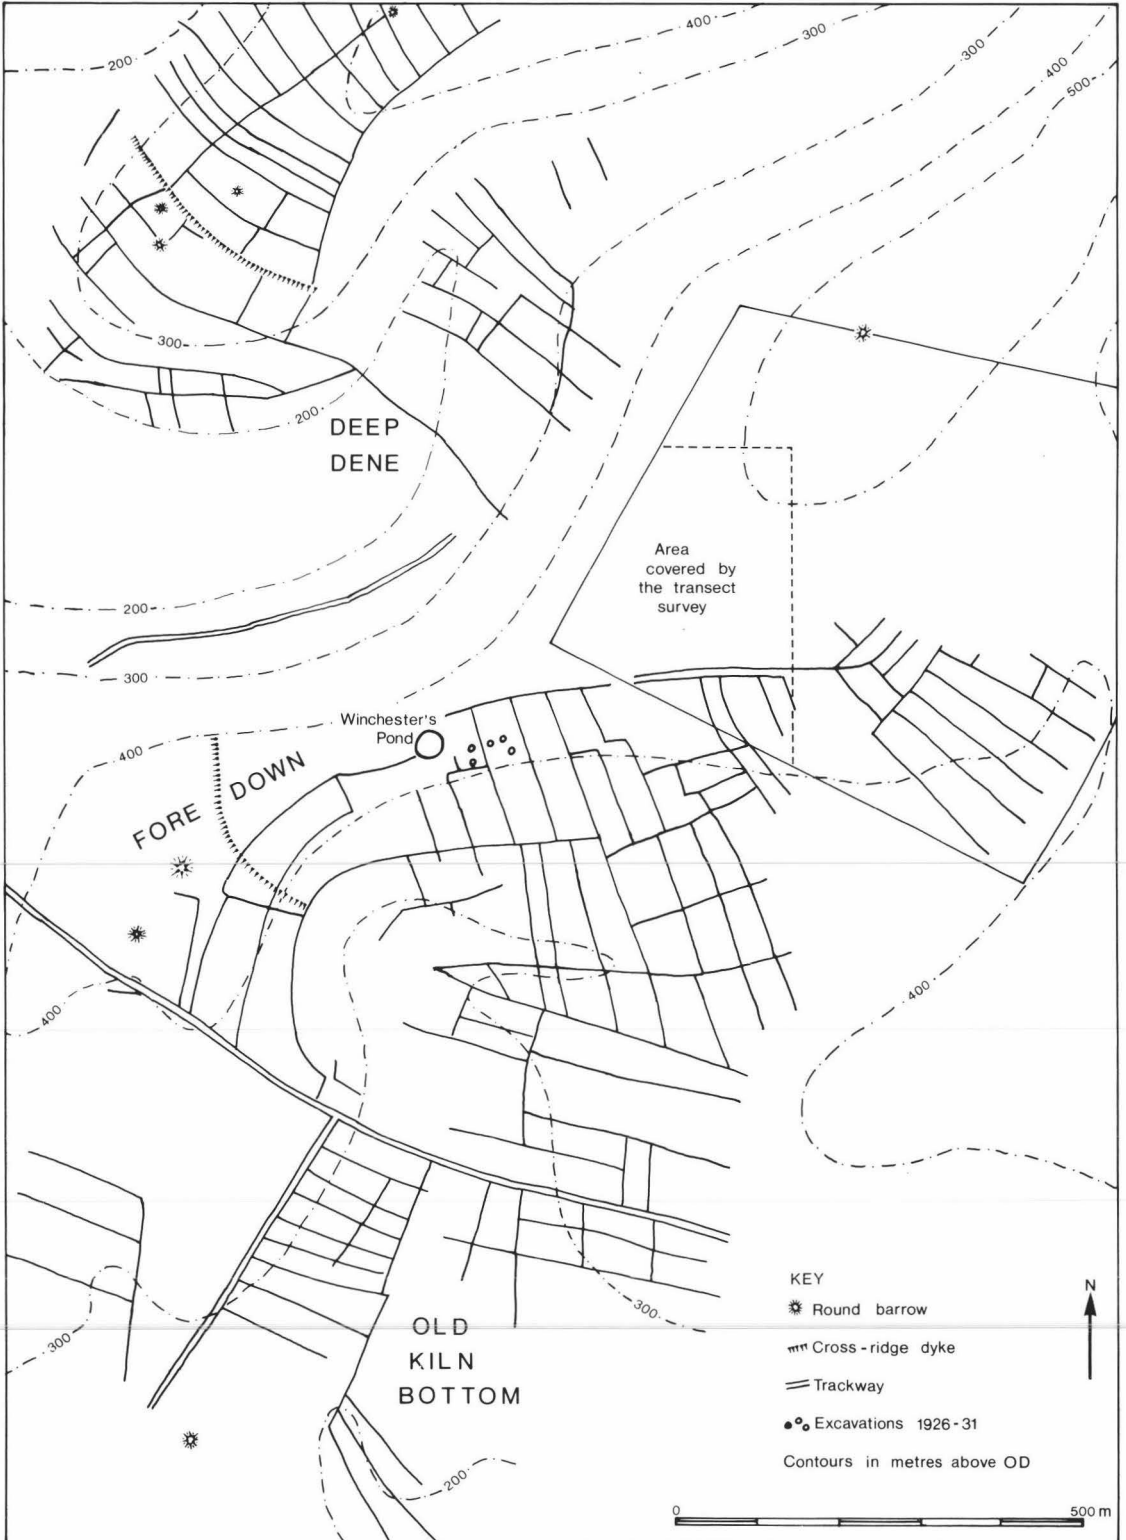 200
400
300
300
400
500
300
200
DEEP
DENE
Area
covered by
the transect
survey
200
300
Winchester's
Pond
400
FORE DOWN
400
400
KEY
Round barrow
Cross-ridge dyke
Trackway
Excavations 1926-31
Contours in metres above OD
N
300
300
OLD
KILN
BOTTOM
200
0 500 m